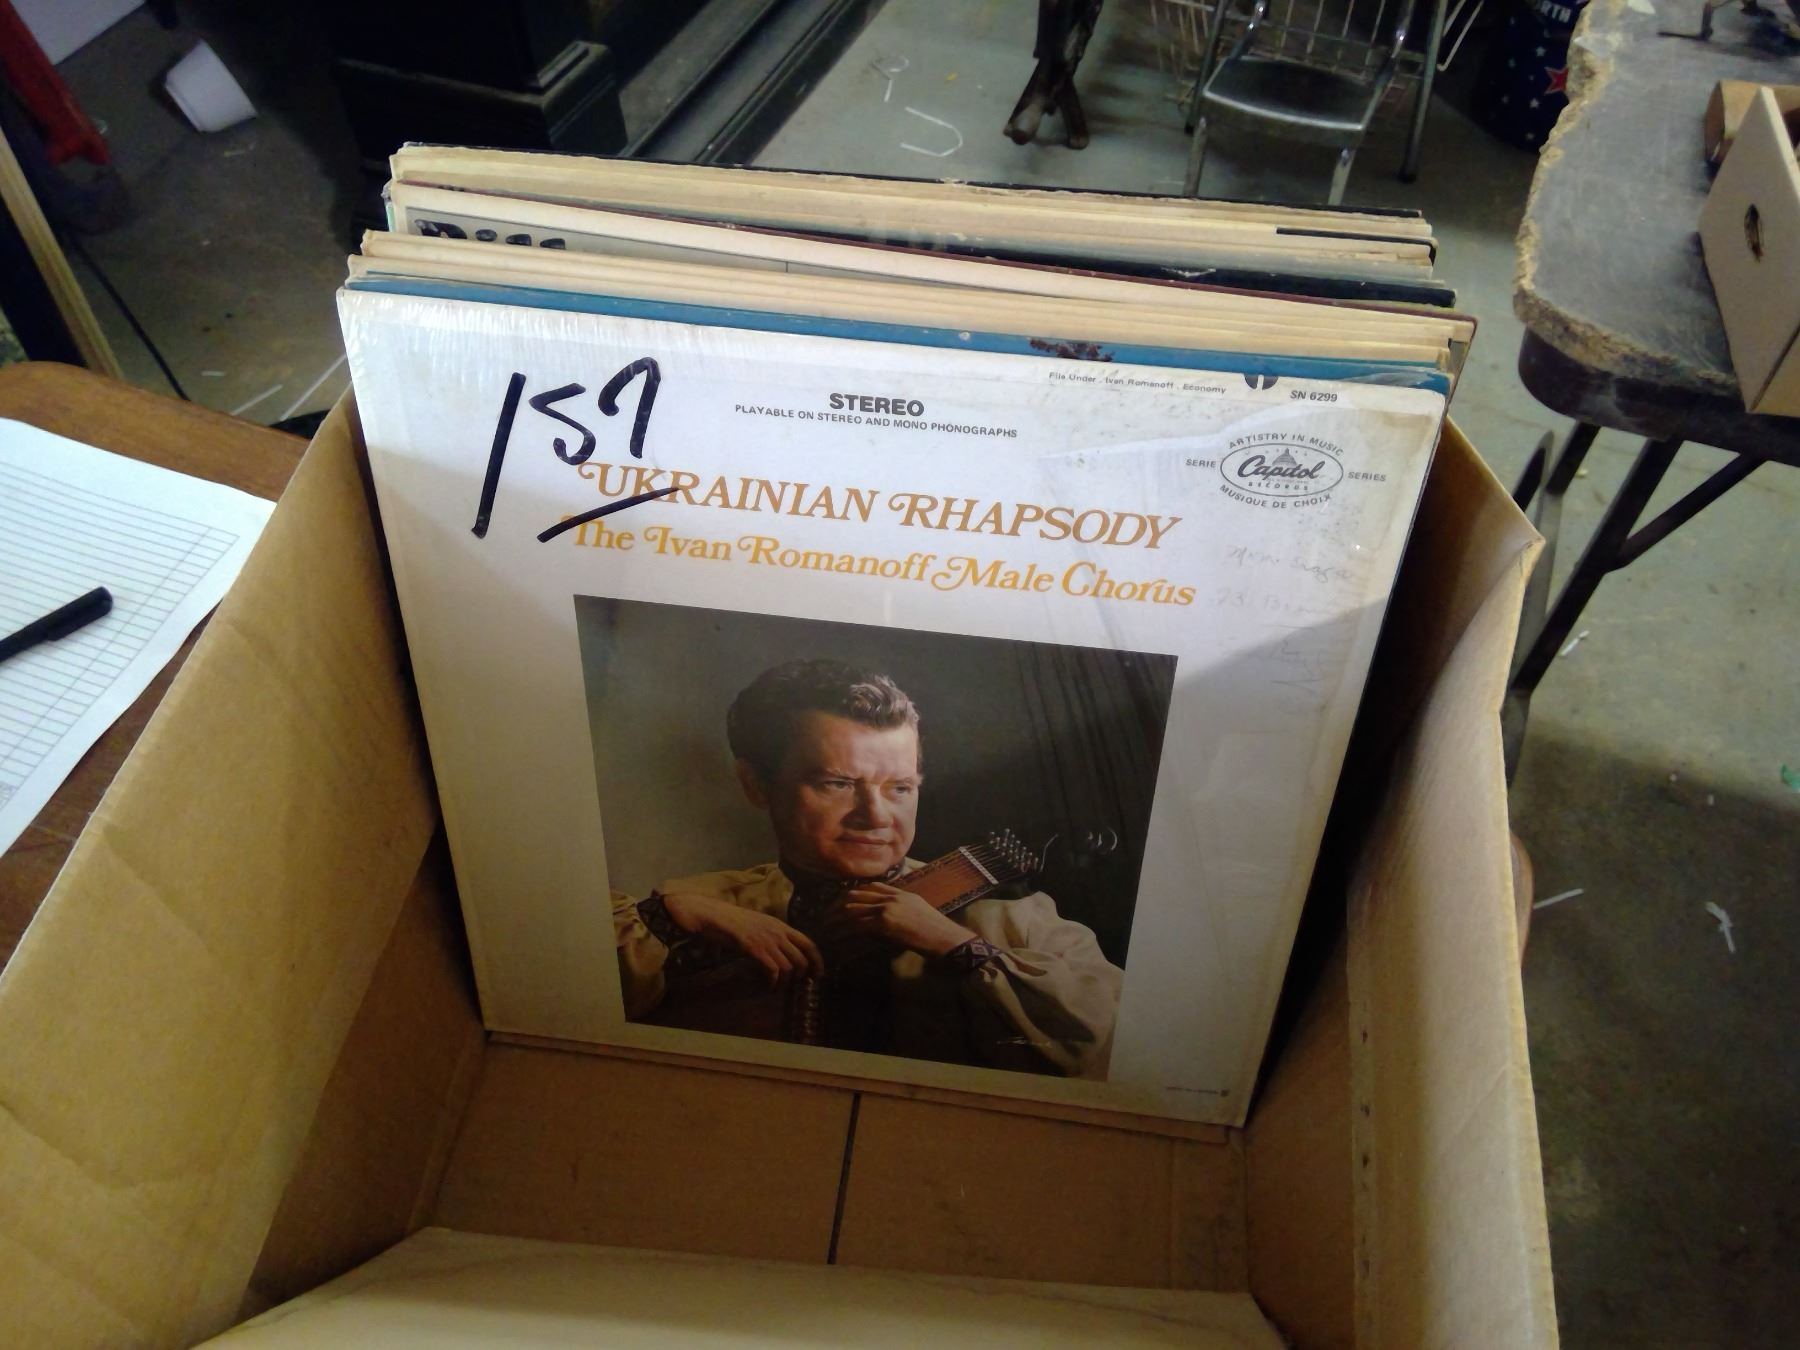 File Under . Ivan Romanoff . Economy
SN 6299
STEREO
PLAYABLE ON STEREO AND MONO PHONOGRAPHS
ARTISTRY IN MUSIC
SERIE Capitol SERIES
RECORDS
MUSIQUE DE CHOIX
UKRAINIAN RHAPSODY
The Ivan Romanoff Male Chorus